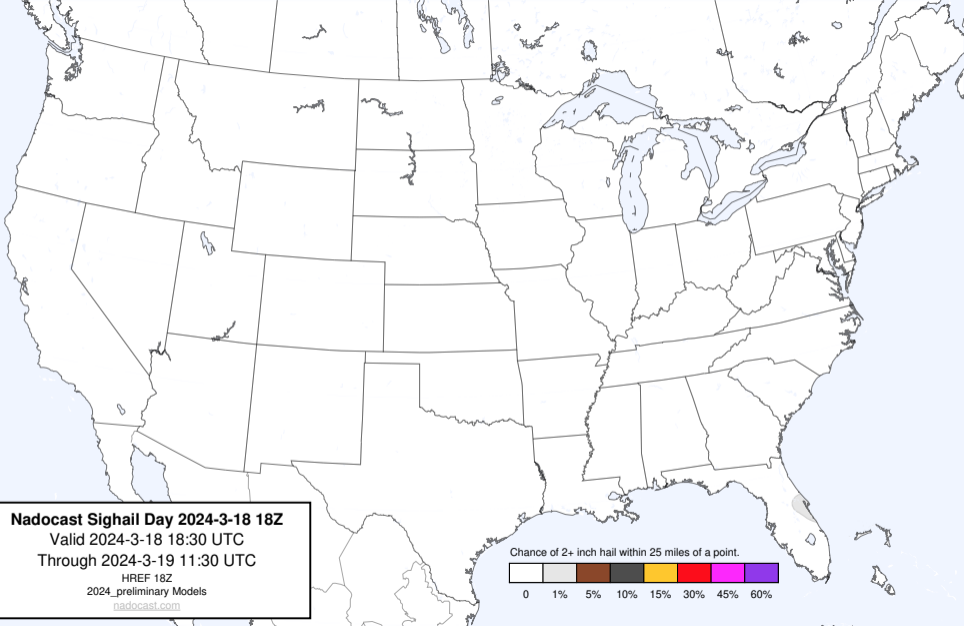 Nadocast Sighail Day 2024-3-18 18Z
Valid 2024-3-18 18:30 UTC
Through 2024-3-19 11:30 UTC
HREF 18Z
2024_preliminary Models
nadocast.com
Chance of 2+ inch hail within 25 miles of a point.
0 1% 5% 10% 15% 30% 45% 60%